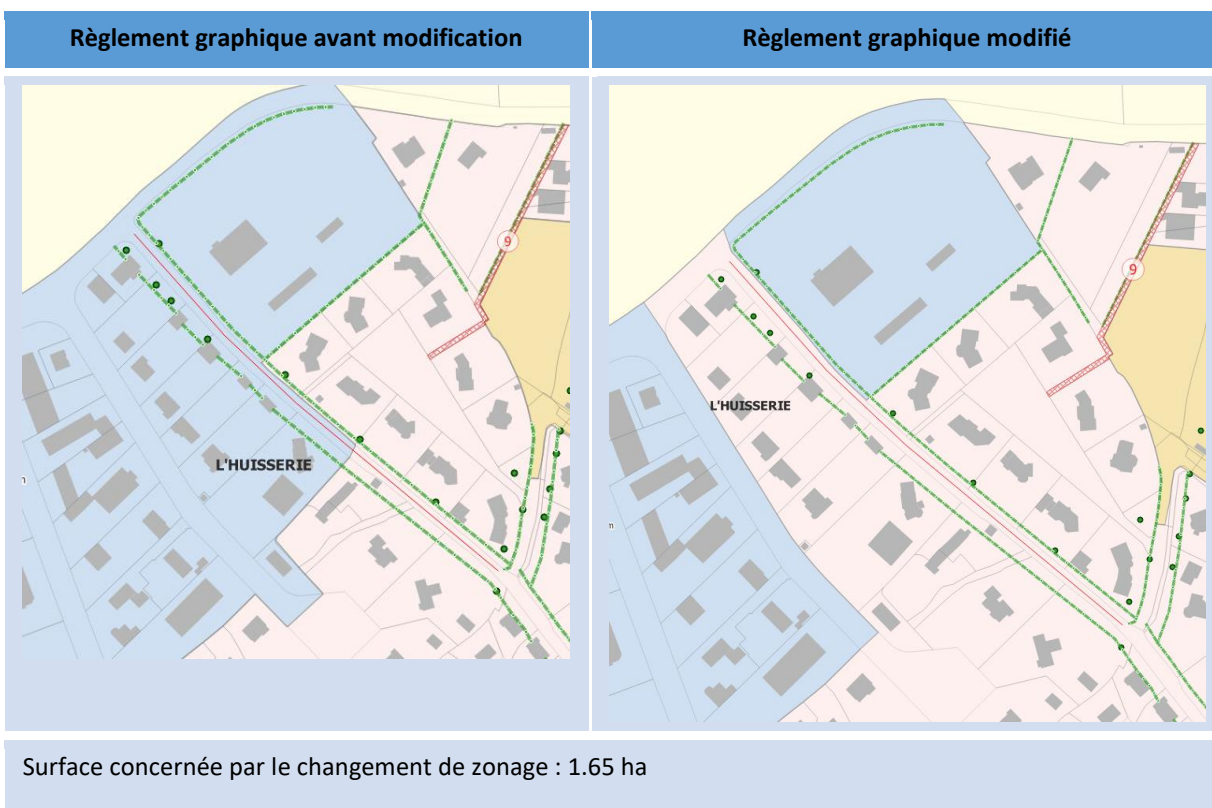 Règlement graphique avant modification
Règlement graphique modifié
9
L'HUISSERIE
9
L'HUISSERIE
Surface concernée par le changement de zonage : 1.65 ha